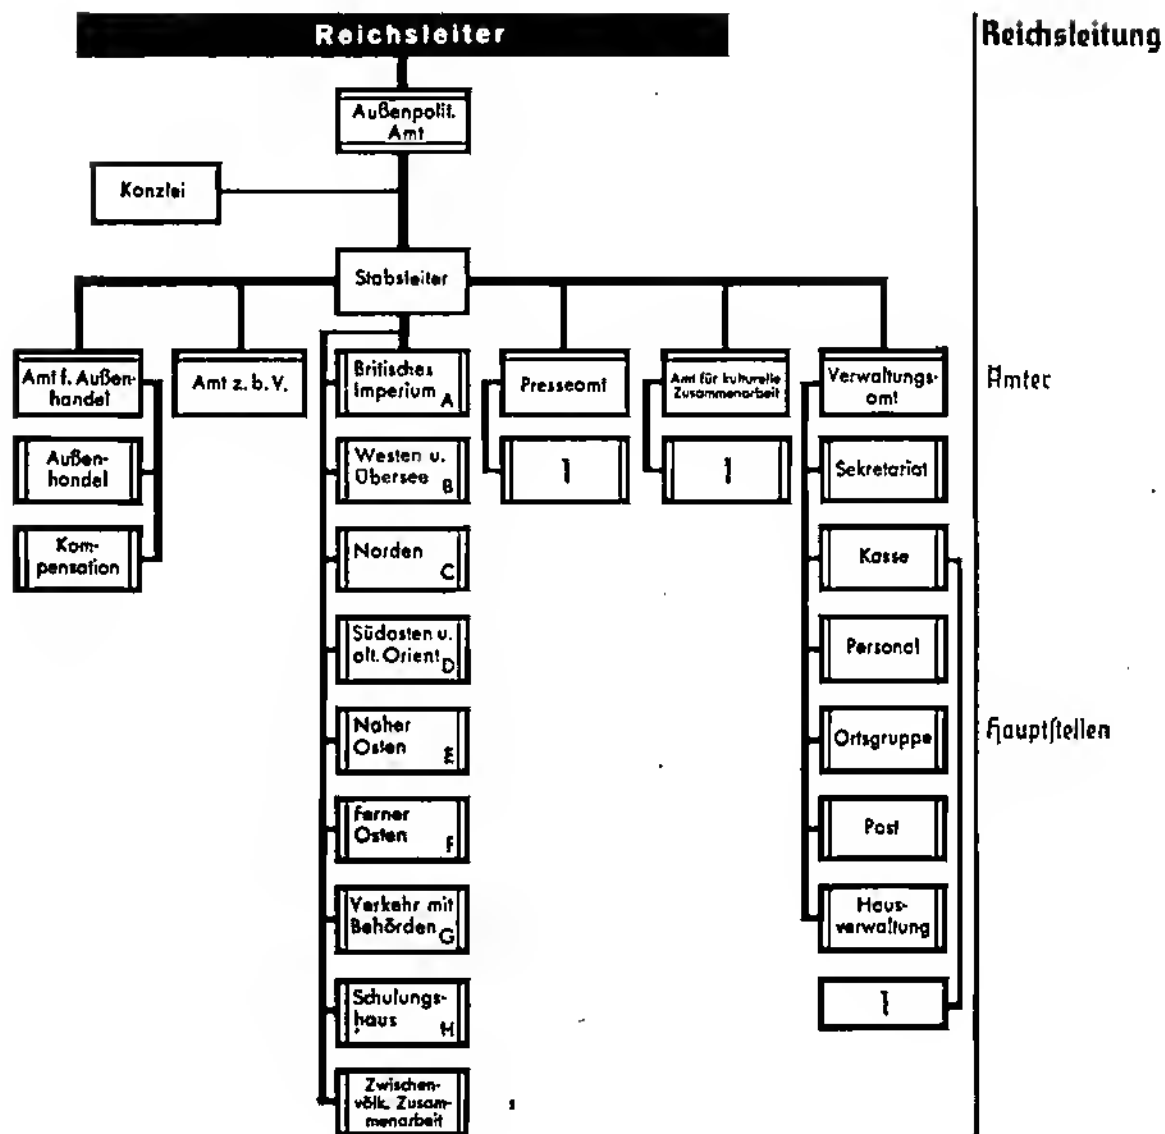 Reichsleiter
Reichsleitung
Außenpolit.
Amt
Kanzlei
Stabsleiter
Amt f. Außen-
handel
Amt z. b. V.
Britisches
Imperium A
Presseamt
Amt für kulturelle
Zusammenarbeit
Verwaltungs-
amt
Ämter
Außen-
handel
Westen u.
Übersee B
1
1
Sekretariat
Kom-
pensation
Norden
C
Kasse
Südosten u.
alt. Orient D
Personal
Naher
Osten E
Ortsgruppe
Hauptstellen
Ferner
Osten F
Post
Verkehr mit
Behörden G
Haus-
verwaltung
Schulungs-
haus H
1
Zwischen-
völk. Zusam-
menarbeit